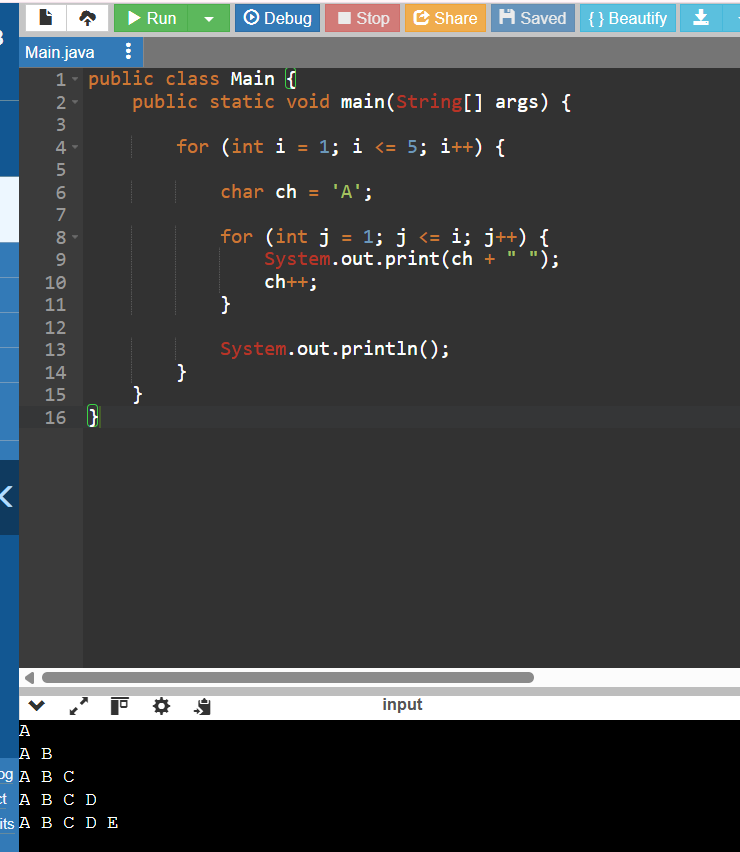 Run Debug Stop Share Saved { } Beautify
Main.java
1 public class Main {
2 public static void main(String[] args) {
3
4 for (int i = 1; i <= 5; i++) {
5
6 char ch = 'A';
7
8 for (int j = 1; j <= i; j++) {
9 System.out.print(ch + " ");
10 ch++;
11 }
12
13 System.out.println();
14 }
15 }
16 }
input
A
A B
A B C
A B C D
A B C D E